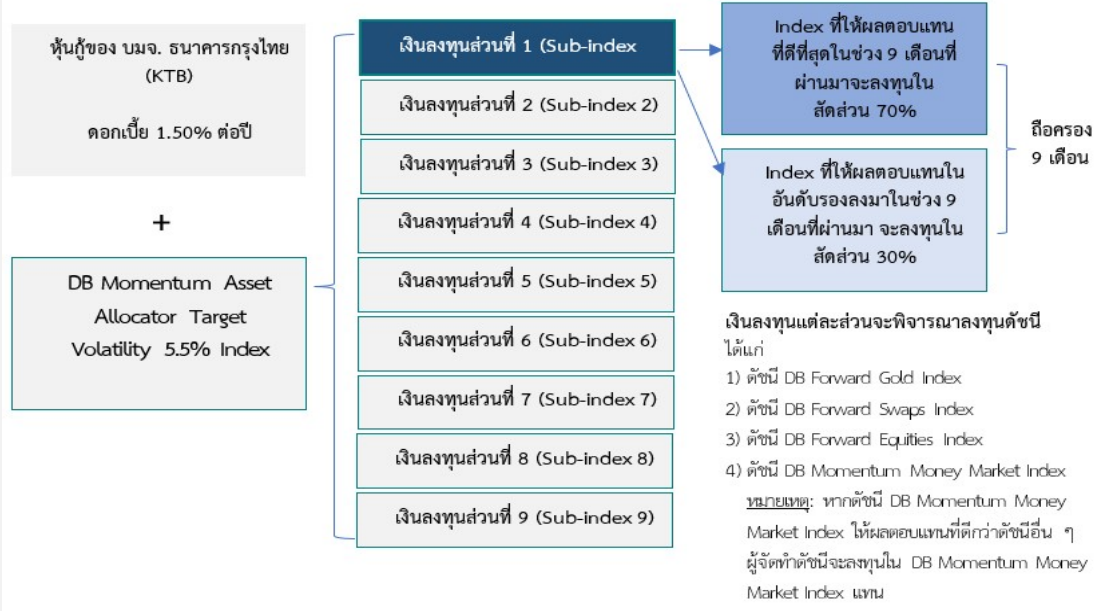 หุ้นกู้ของ บมจ. ธนาคารกรุงไทย
(KTB)
ดอกเบี้ย 1.50% ต่อปี
+
DB Momentum Asset
Allocator Target
Volatility 5.5% Index
เงินลงทุนส่วนที่ 1 (Sub-index
เงินลงทุนส่วนที่ 2 (Sub-index 2)
เงินลงทุนส่วนที่ 3 (Sub-index 3)
เงินลงทุนส่วนที่ 4 (Sub-index 4)
เงินลงทุนส่วนที่ 5 (Sub-index 5)
เงินลงทุนส่วนที่ 6 (Sub-index 6)
เงินลงทุนส่วนที่ 7 (Sub-index 7)
เงินลงทุนส่วนที่ 8 (Sub-index 8)
เงินลงทุนส่วนที่ 9 (Sub-index 9)
Index ที่ให้ผลตอบแทน
ที่ดีที่สุดในช่วง 9 เดือนที่
ผ่านมาจะลงทุนใน
สัดส่วน 70%
Index ที่ให้ผลตอบแทนใน
อันดับรองลงมาในช่วง 9
เดือนที่ผ่านมา จะลงทุนใน
สัดส่วน 30%
ถือครอง
9 เดือน
เงินลงทุนแต่ละส่วนจะพิจารณาลงทุนดัชนี
ได้แก่
1) ดัชนี DB Forward Gold Index
2) ดัชนี DB Forward Swaps Index
3) ดัชนี DB Forward Equities Index
4) ดัชนี DB Momentum Money Market Index
หมายเหตุ: หากดัชนี DB Momentum Money
Market Index ให้ผลตอบแทนที่ดีกว่าดัชนีอื่น ๆ
ผู้จัดทำดัชนีจะลงทุนใน DB Momentum Money
Market Index แทน